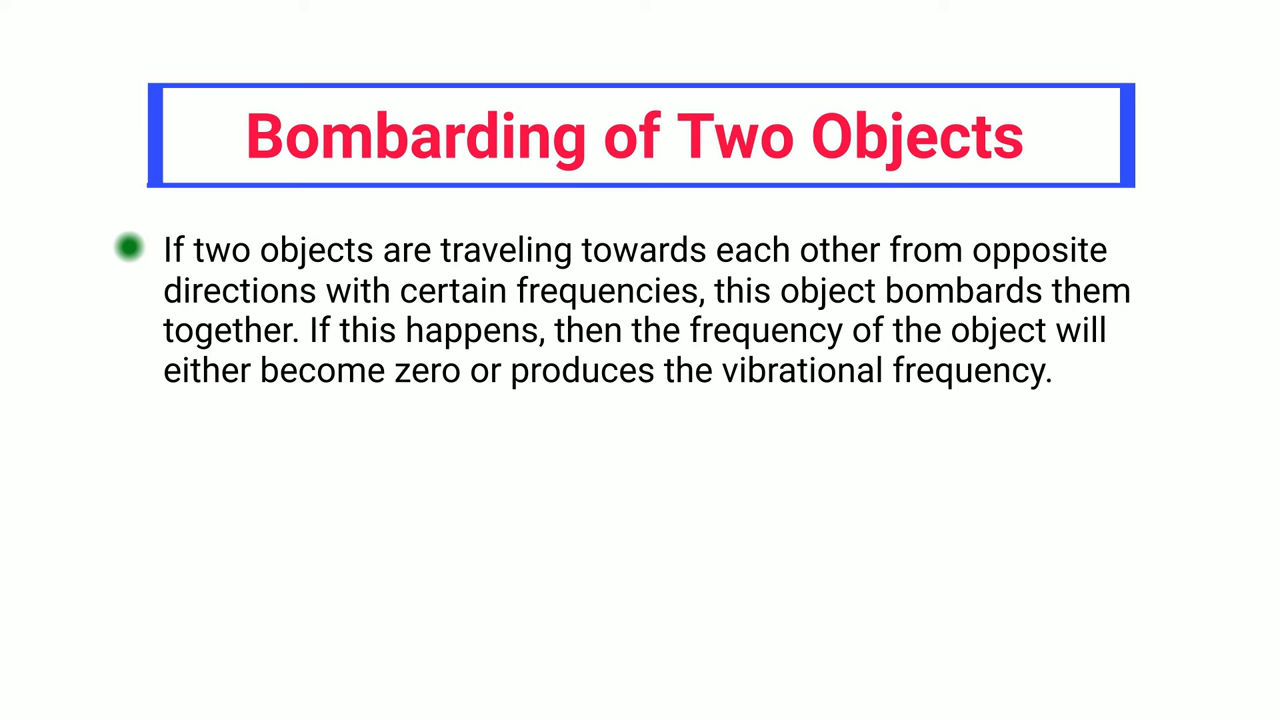 Bombarding of Two Objects
If two objects are traveling towards each other from opposite
directions with certain frequencies, this object bombards them
together. If this happens, then the frequency of the object will
either become zero or produces the vibrational frequency.